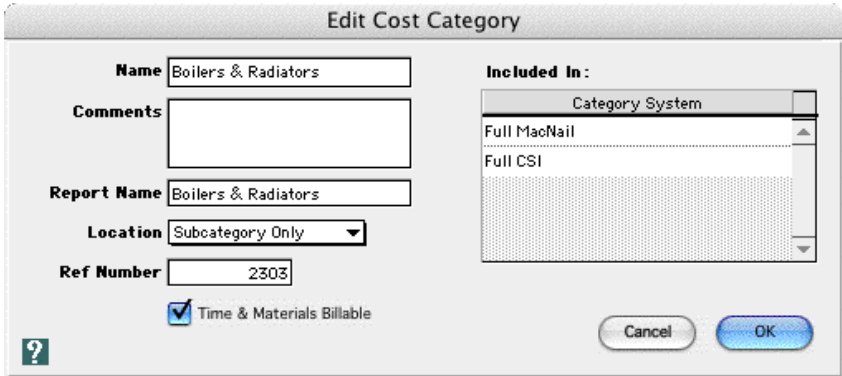 Edit Cost Category
Name Boilers & Radiators
Comments
Report Name Boilers & Radiators
Location Subcategory Only
Ref Number 2303
Time & Materials Billable
Included In:
Category System
Full MacNail
Full CSI
?
Cancel OK